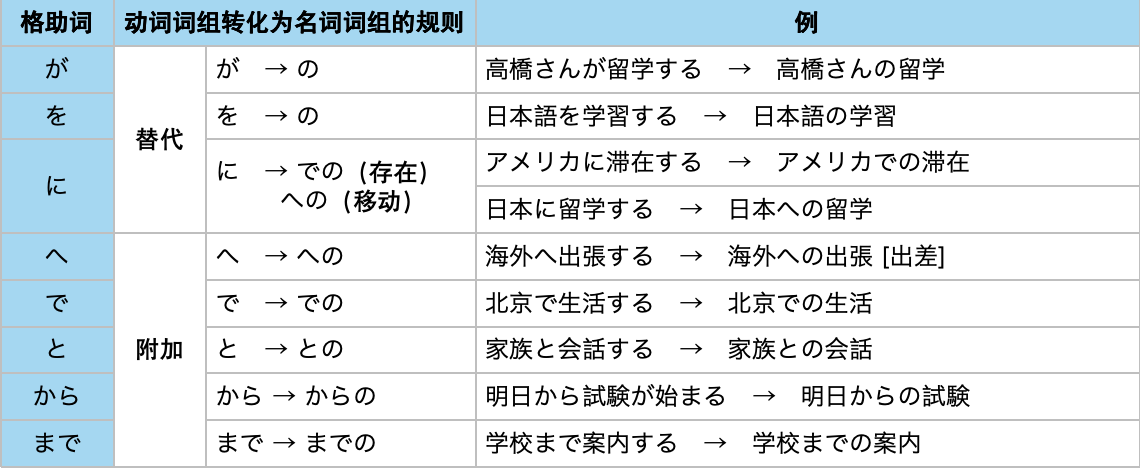 格助词 动词词组转化为名词词组的规则 例
が 替代 が → の 高橋さんが留学する → 高橋さんの留学
を を → の 日本語を学習する → 日本語の学習
に に → での（存在） アメリカに滞在する → アメリカでの滞在
への（移动） 日本に留学する → 日本への留学
へ 附加 へ → への 海外へ出張する → 海外への出張 [出差]
で で → での 北京で生活する → 北京での生活
と と → との 家族と会話する → 家族との会話
から から → からの 明日から試験が始まる → 明日からの試験
まで まで → までの 学校まで案内する → 学校までの案内